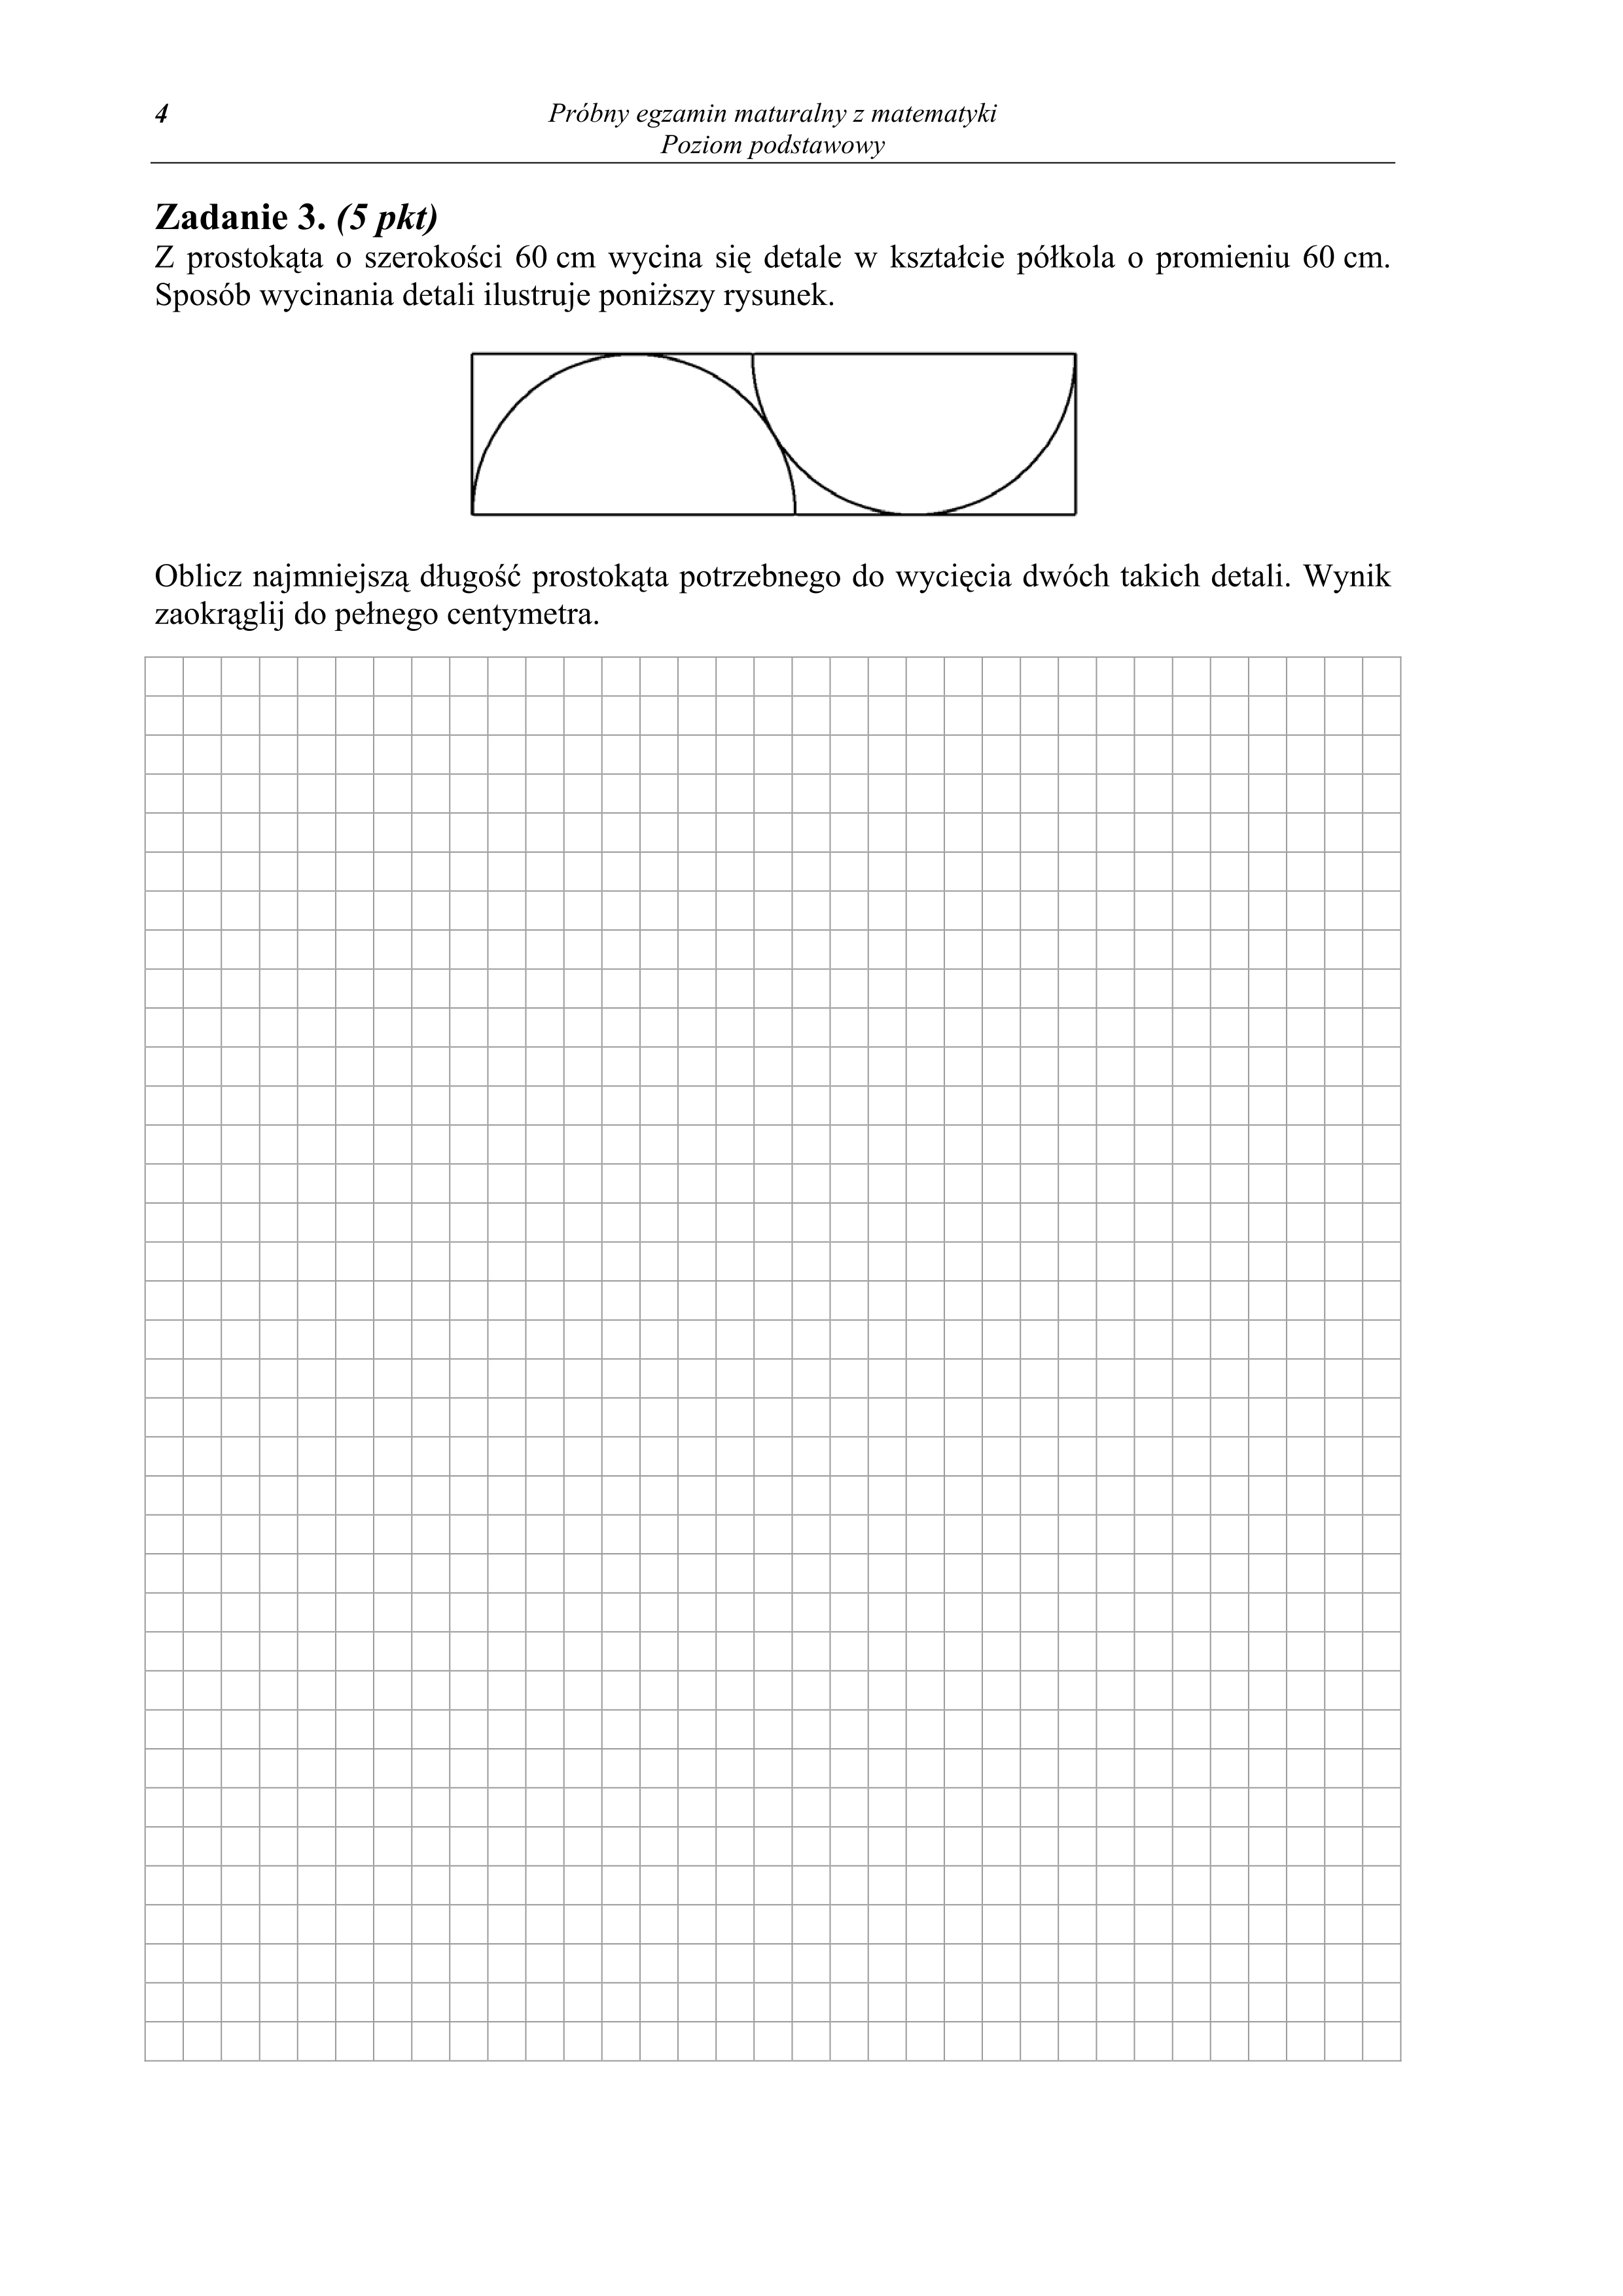 4
Próbny egzamin maturalny z matematyki
Poziom podstawowy
Zadanie 3. (5 pkt)
Z prostokąta o szerokości 60 cm wycina się detale w kształcie półkola o promieniu 60 cm.
Sposób wycinania detali ilustruje poniższy rysunek.
Oblicz najmniejszą długość prostokąta potrzebnego do wycięcia dwóch takich detali. Wynik
zaokrąglij do pełnego centymetra.